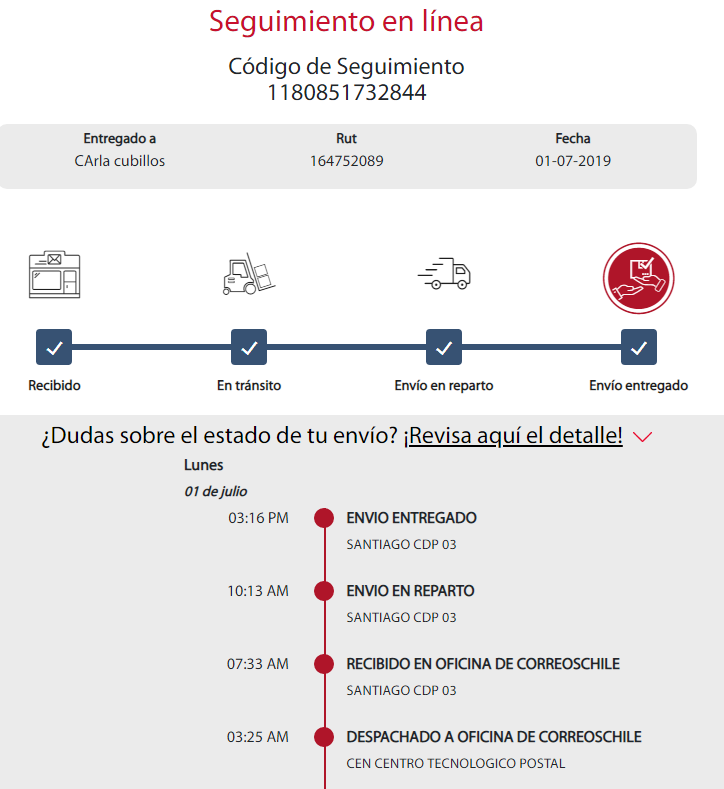 Seguimiento en línea
Código de Seguimiento
1180851732844
Entregado a Rut Fecha
CArla cubillos 164752089 01-07-2019
Recibido En tránsito Envío en reparto Envío entregado
¿Dudas sobre el estado de tu envío? ¡Revisa aquí el detalle!
Lunes
01 de julio
03:16 PM ENVIO ENTREGADO
SANTIAGO CDP 03
10:13 AM ENVIO EN REPARTO
SANTIAGO CDP 03
07:33 AM RECIBIDO EN OFICINA DE CORREOSCHILE
SANTIAGO CDP 03
03:25 AM DESPACHADO A OFICINA DE CORREOSCHILE
CEN CENTRO TECNOLOGICO POSTAL